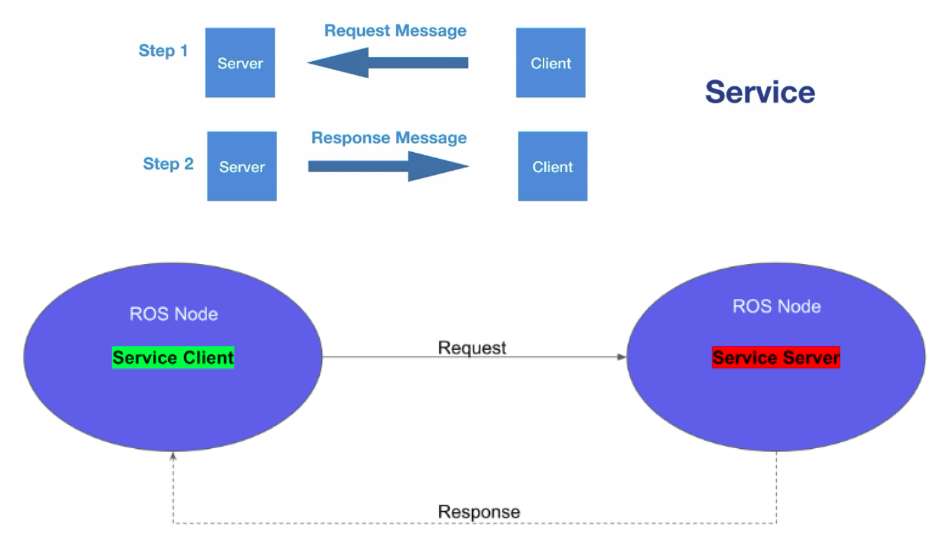 Request Message
Step 1
Server
Client
Service
Response Message
Step 2
Server
Client
ROS Node
Service Client
Request
ROS Node
Service Server
Response